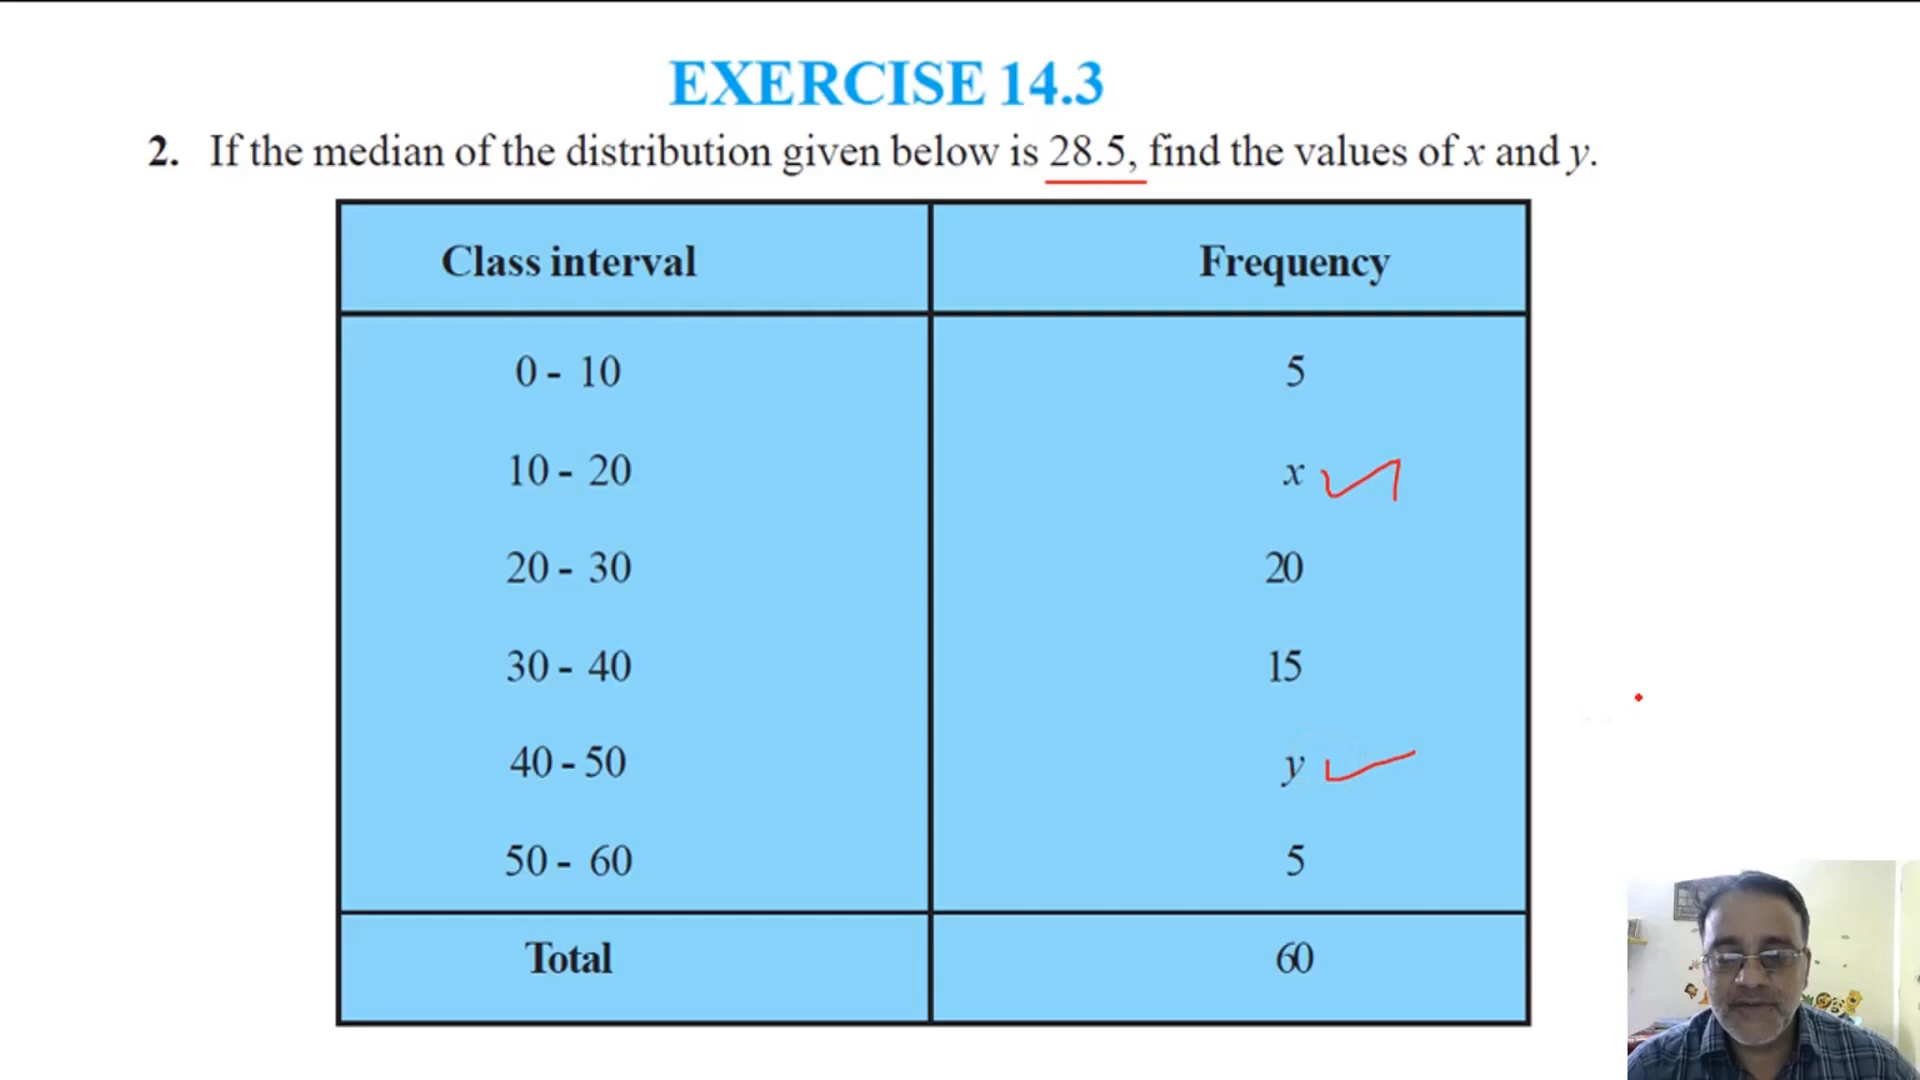 EXERCISE 14.3
2. If the median of the distribution given below is 28.5, find the values of x and y.
Class interval Frequency
0 - 10 5
10 - 20 x
20 - 30 20
30 - 40 15
40 - 50 y
50 - 60 5
Total 60